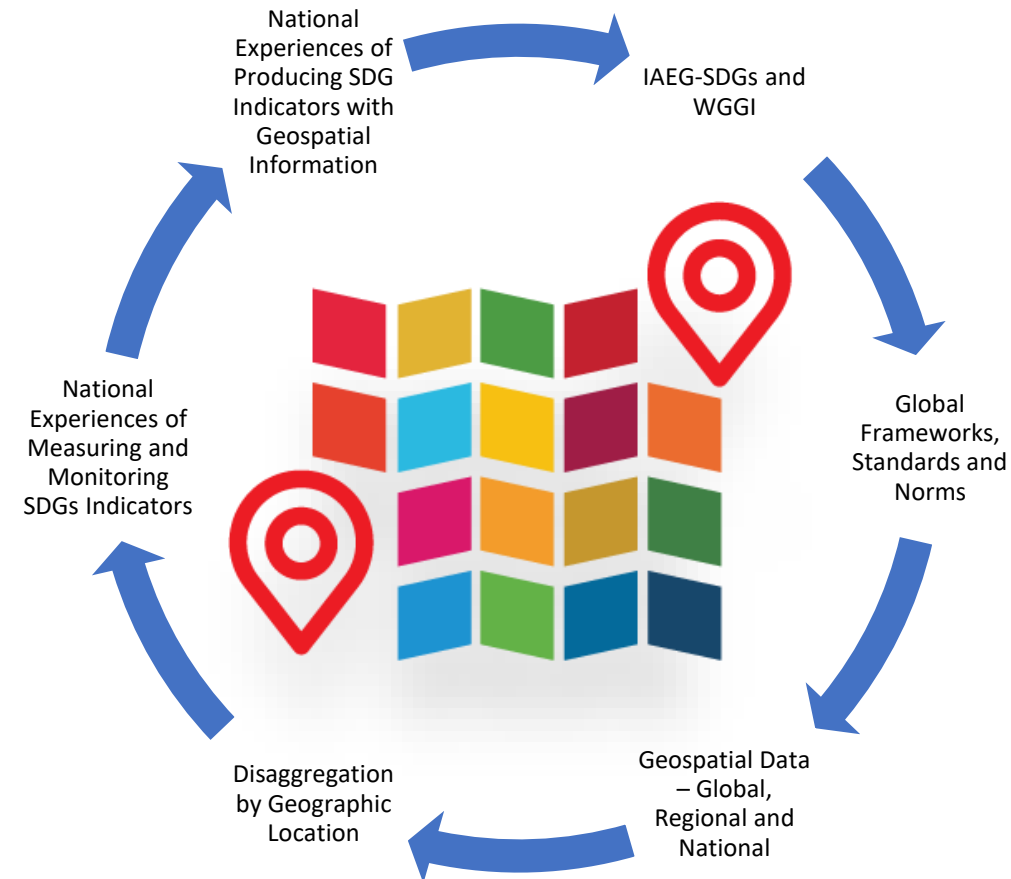 National
Experiences of
Producing SDG
Indicators with
Geospatial
Information
IAEG-SDGs and
WGGI
Global
Frameworks,
Standards and
Norms
Geospatial Data
– Global,
Regional and
National
Disaggregation
by Geographic
Location
National
Experiences of
Measuring and
Monitoring
SDGs Indicators